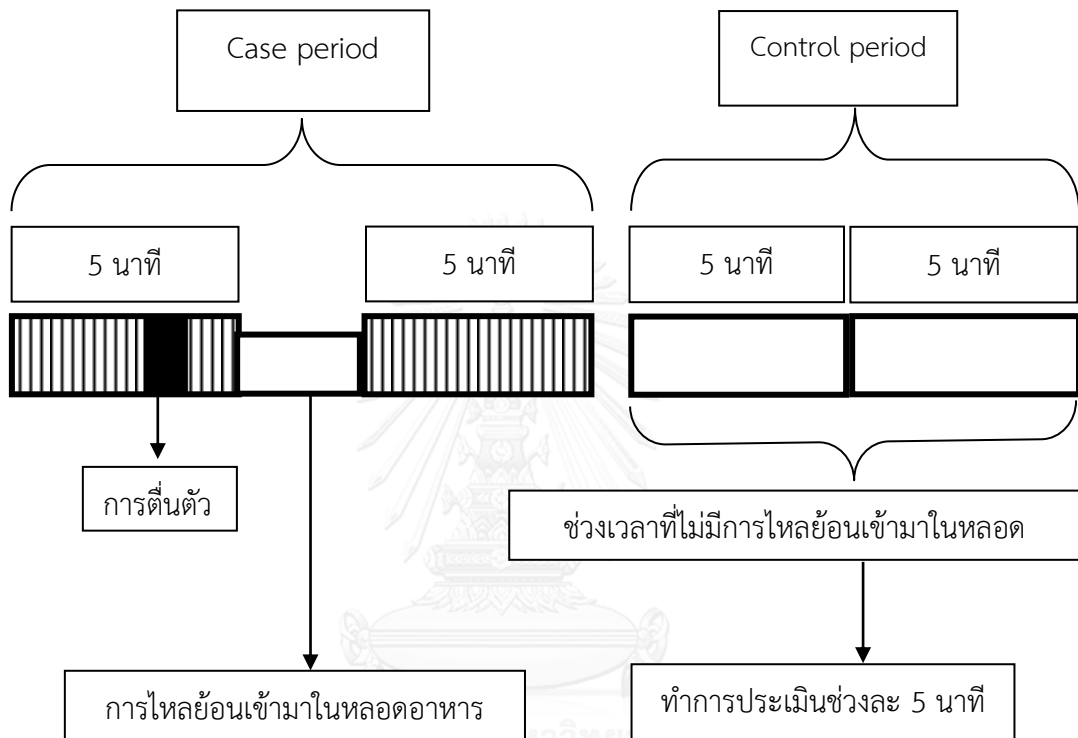 Case period
Control period
5 นาที
5 นาที
5 นาที
5 นาที
การตื่นตัว
ช่วงเวลาที่ไม่มีการไหลย้อนเข้ามาในหลอด
การไหลย้อนเข้ามาในหลอดอาหาร
ทำการประเมินช่วงละ 5 นาที